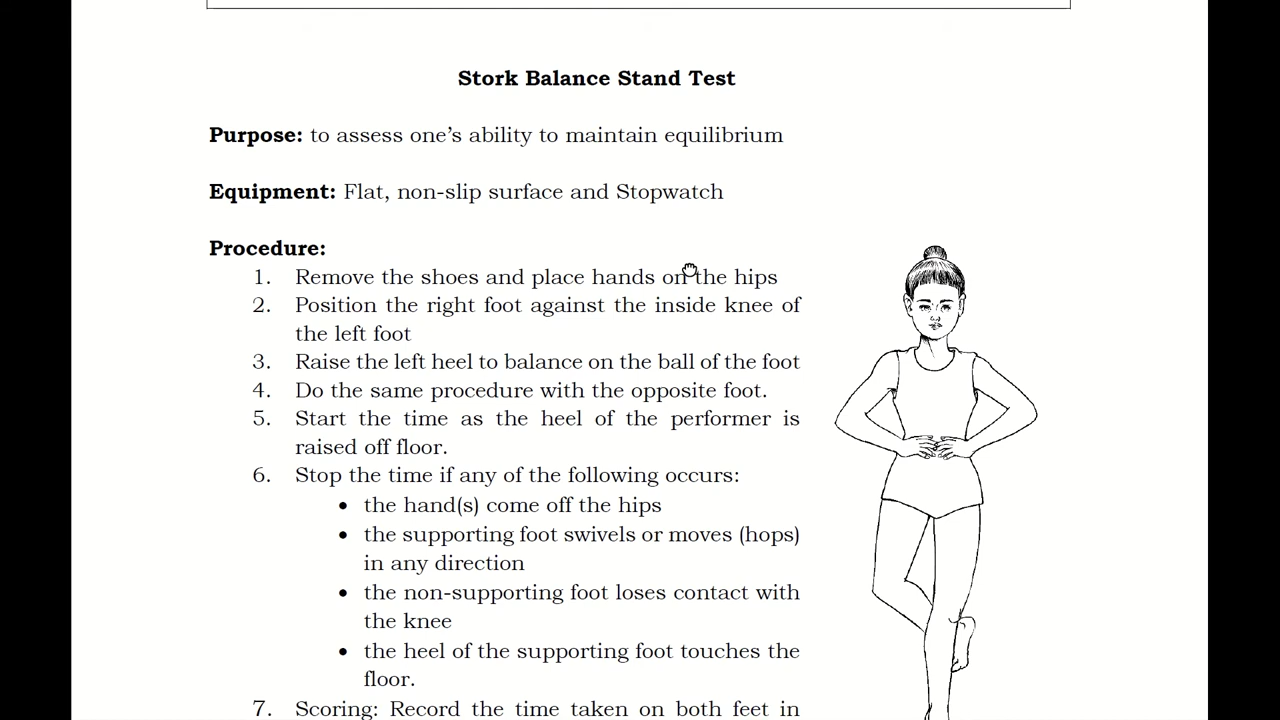 Stork Balance Stand Test
Purpose: to assess one’s ability to maintain equilibrium
Equipment: Flat, non-slip surface and Stopwatch
Procedure:
1. Remove the shoes and place hands on the hips
2. Position the right foot against the inside knee of
the left foot
3. Raise the left heel to balance on the ball of the foot
4. Do the same procedure with the opposite foot.
5. Start the time as the heel of the performer is
raised off floor.
6. Stop the time if any of the following occurs:
• the hand(s) come off the hips
• the supporting foot swivels or moves (hops)
in any direction
• the non-supporting foot loses contact with
the knee
• the heel of the supporting foot touches the
floor.
7. Scoring: Record the time taken on both feet in